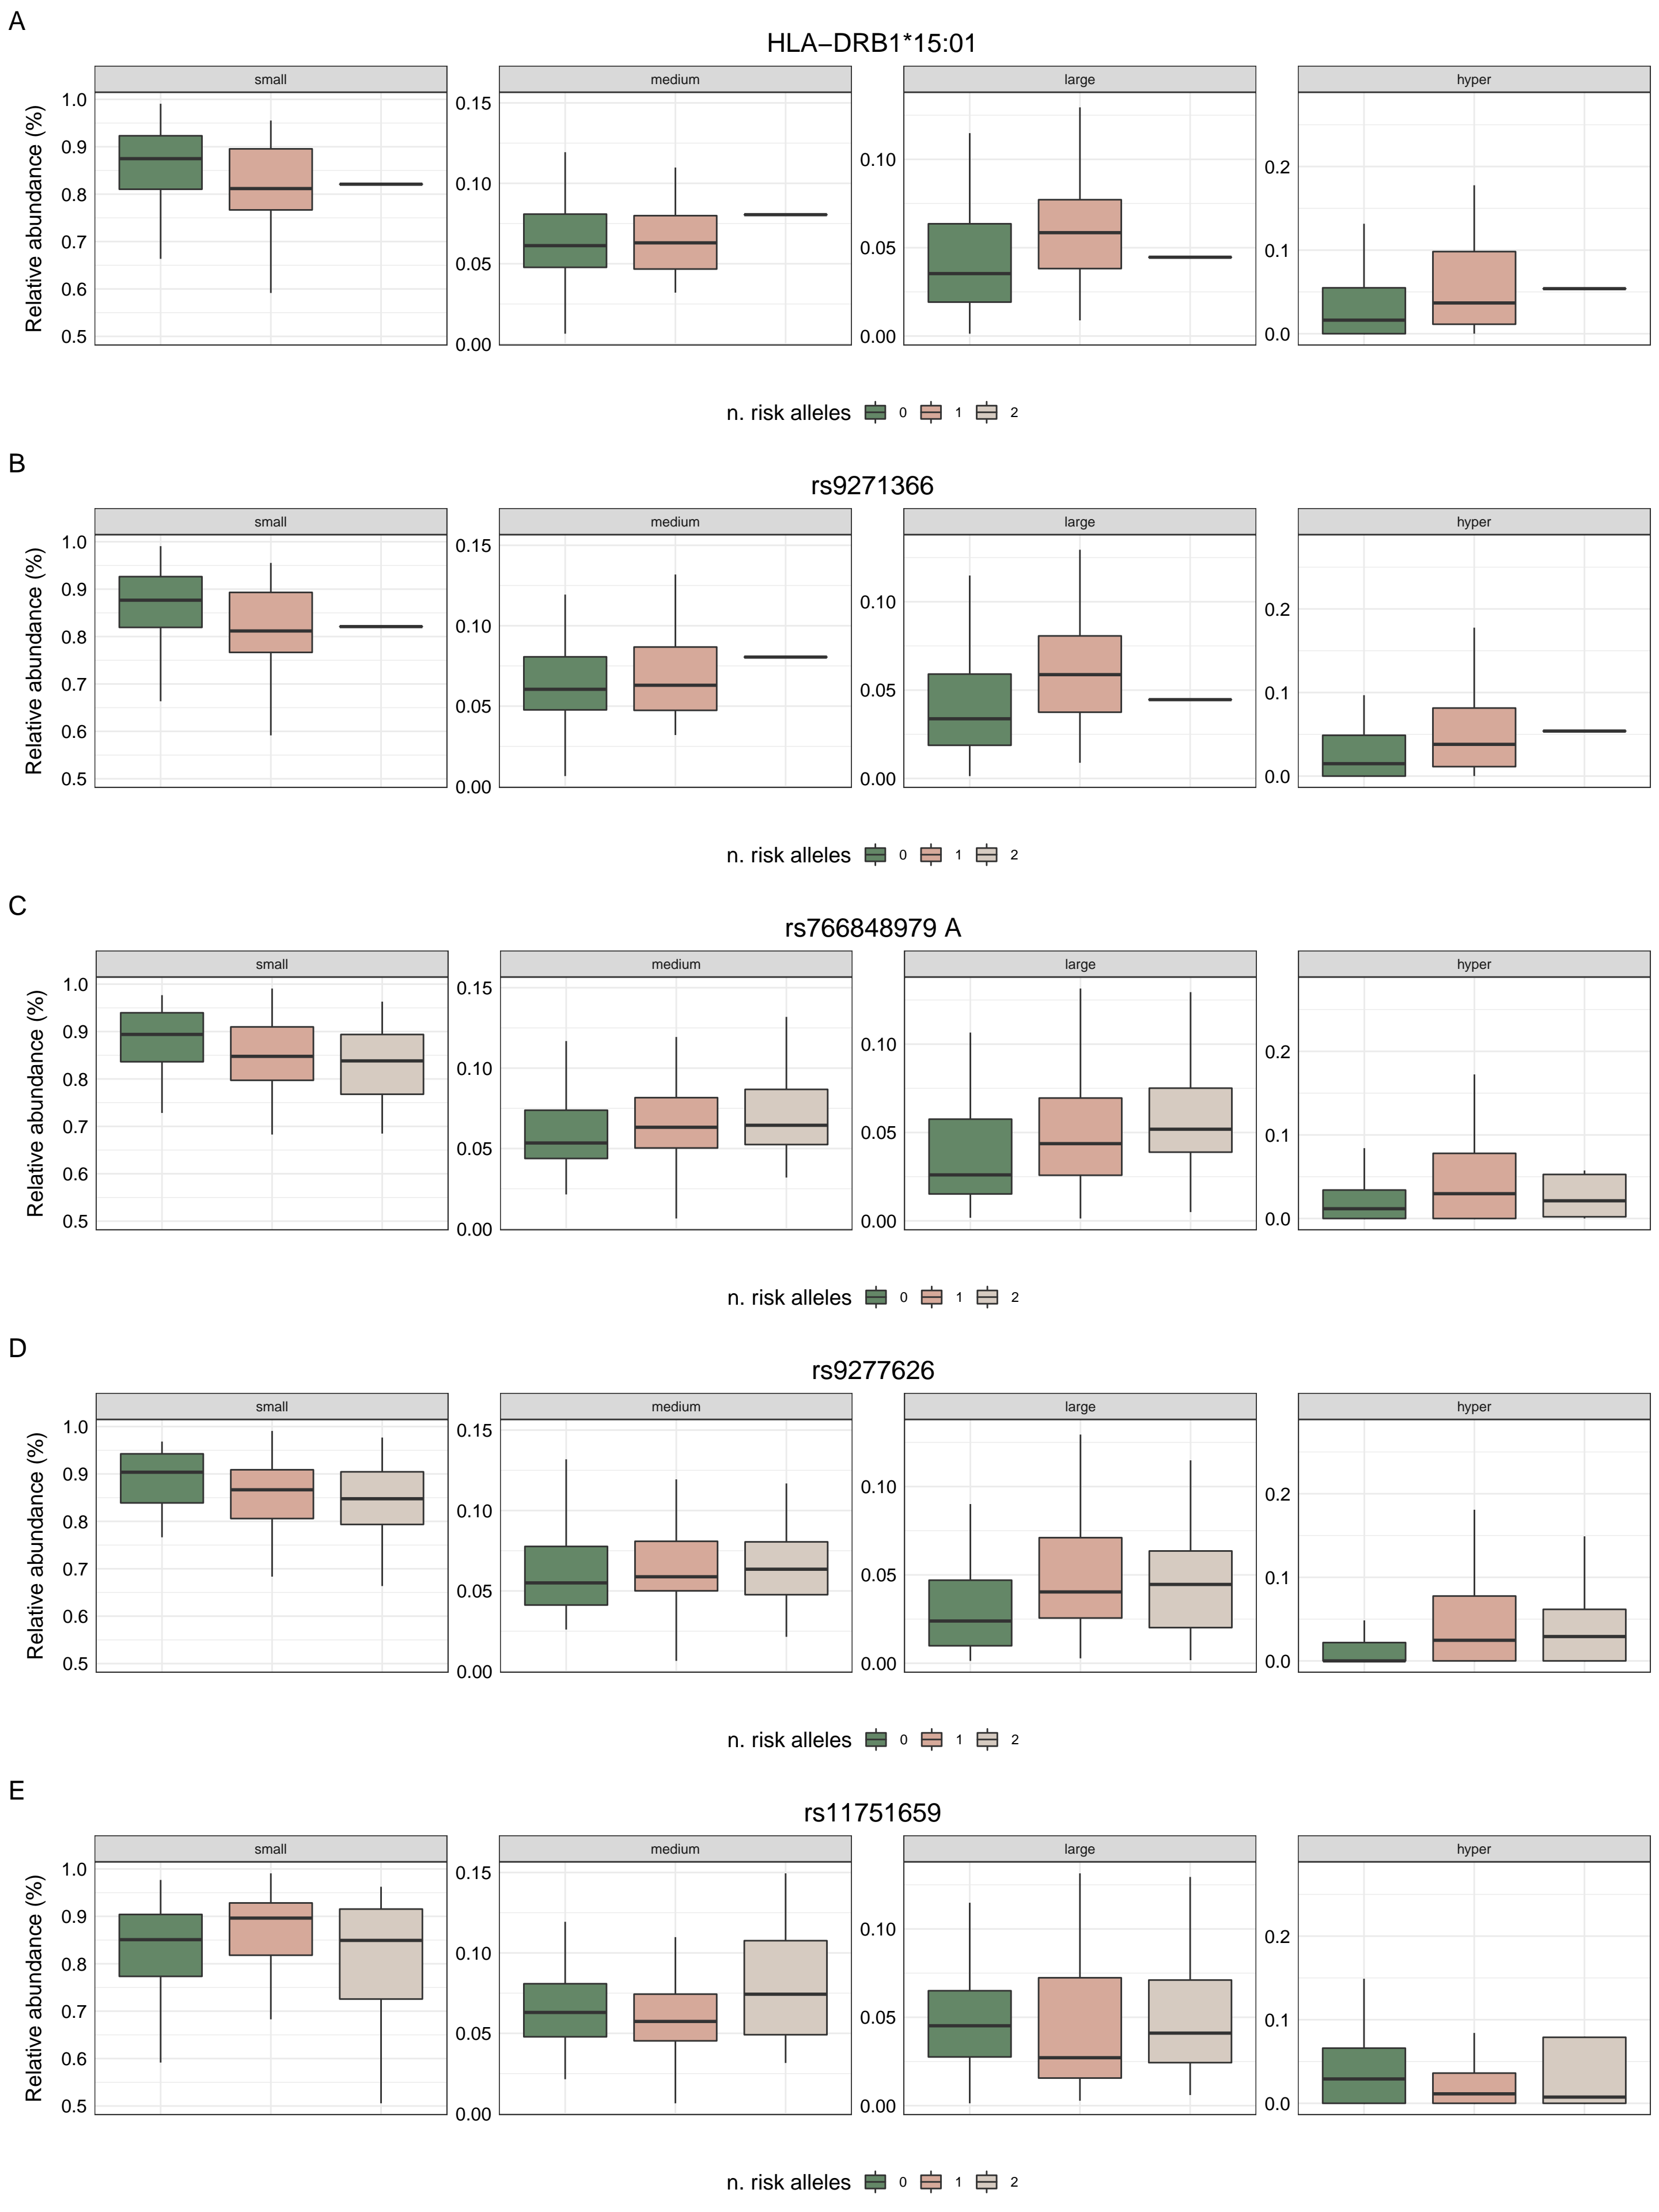 A
HLA−DRB1*15:01
small medium large hyper
Relative abundance (%)
1.0 0.9 0.8 0.7 0.6 0.5
0.15 0.10 0.05 0.00
0.10 0.05 0.00
0.2 0.1 0.0
n. risk alleles 0 1 2
B
rs9271366
small medium large hyper
Relative abundance (%)
1.0 0.9 0.8 0.7 0.6 0.5
0.15 0.10 0.05 0.00
0.10 0.05 0.00
0.2 0.1 0.0
n. risk alleles 0 1 2
C
rs766848979 A
small medium large hyper
Relative abundance (%)
1.0 0.9 0.8 0.7 0.6 0.5
0.15 0.10 0.05 0.00
0.10 0.05 0.00
0.2 0.1 0.0
n. risk alleles 0 1 2
D
rs9277626
small medium large hyper
Relative abundance (%)
1.0 0.9 0.8 0.7 0.6 0.5
0.15 0.10 0.05 0.00
0.10 0.05 0.00
0.2 0.1 0.0
n. risk alleles 0 1 2
E
rs11751659
small medium large hyper
Relative abundance (%)
1.0 0.9 0.8 0.7 0.6 0.5
0.15 0.10 0.05 0.00
0.10 0.05 0.00
0.2 0.1 0.0
n. risk alleles 0 1 2